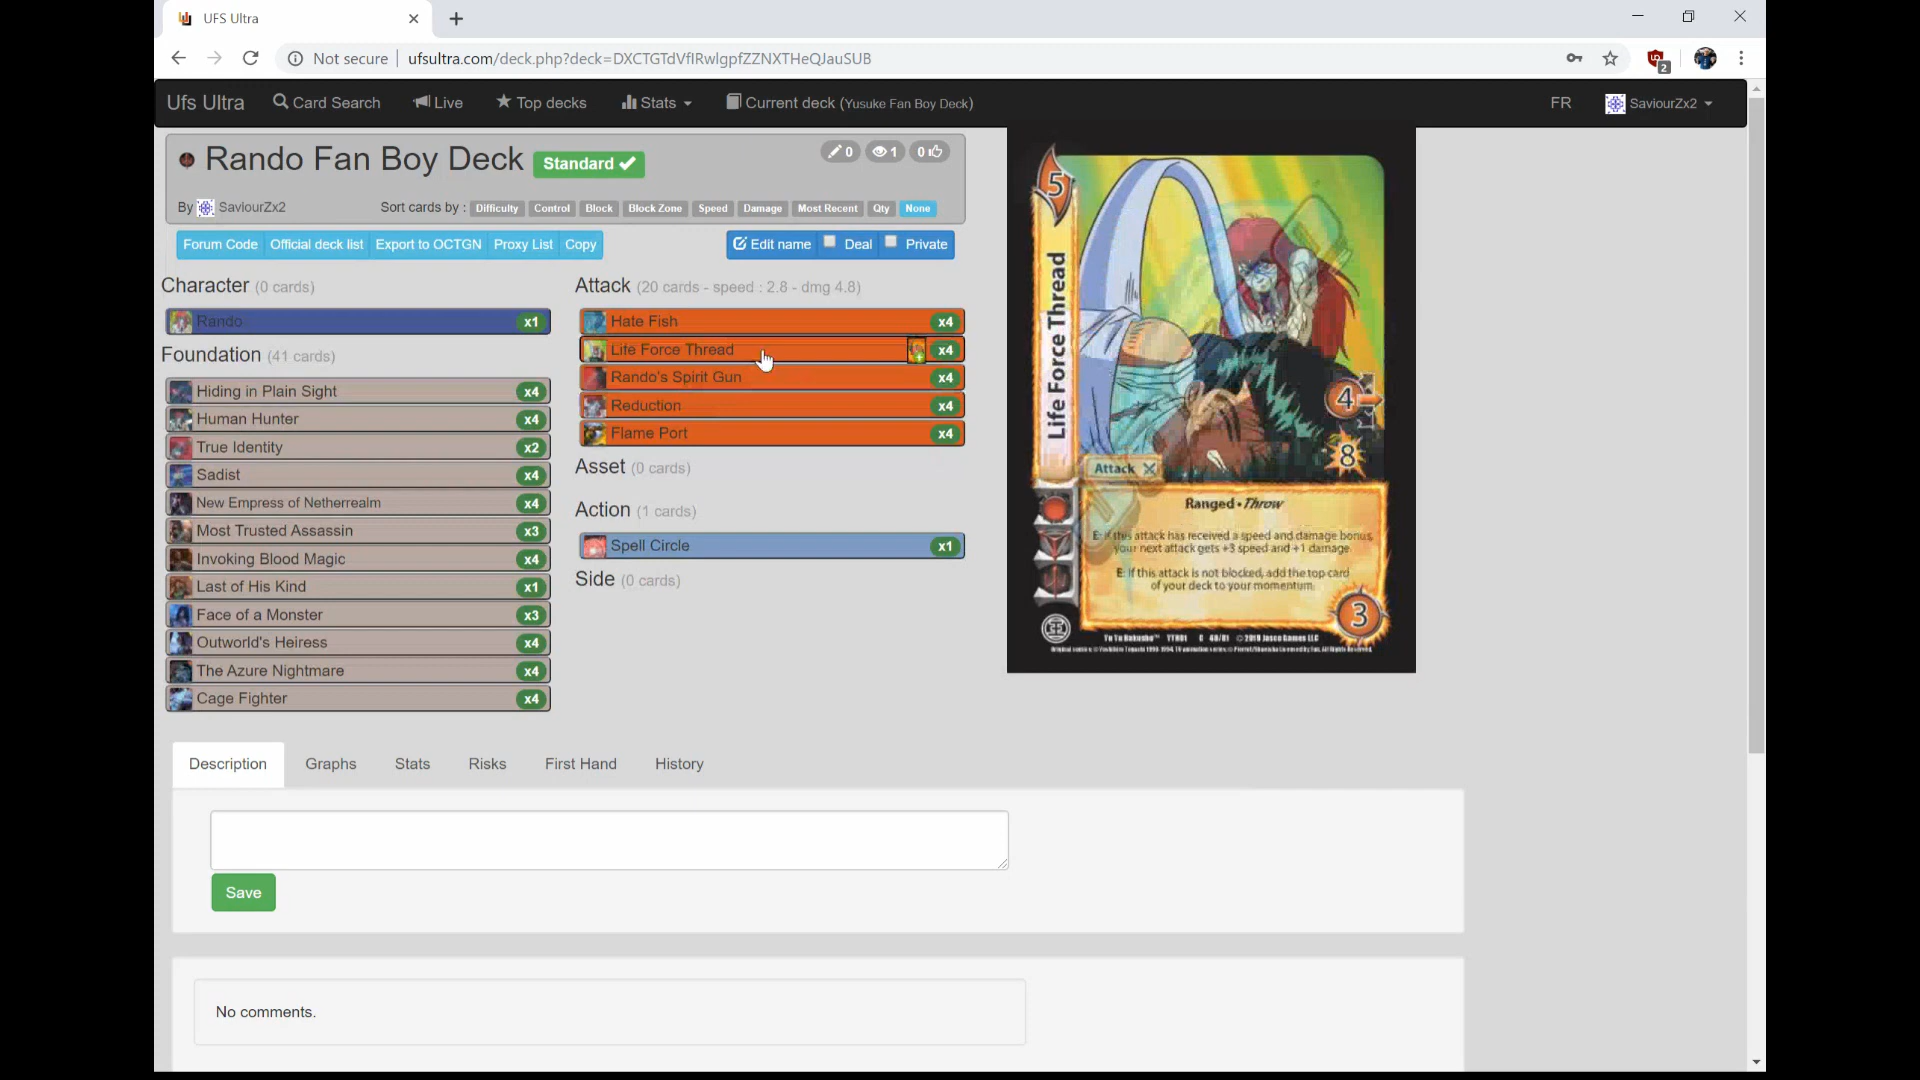 UFS Ultra
Not secure
ufsultra.com/deck.php?deck=DXCTGTdVfIRwlgpfZZNXTHeQJauSUB
2
Ufs Ultra
Card Search
Live
Top decks
Stats
Current deck (Yusuke Fan Boy Deck)
FR
SaviourZx2
Rando Fan Boy Deck
Standard
0
1
0
By SaviourZx2
Sort cards by : Difficulty Control Block Block Zone Speed Damage Most Recent Qty None
Forum Code Official deck list Export to OCTGN Proxy List Copy
Edit name Deal Private
Character (0 cards)
Rando x1
Foundation (41 cards)
Hiding in Plain Sight x4
Human Hunter x4
True Identity x2
Sadist x4
New Empress of Netherrealm x4
Most Trusted Assassin x3
Invoking Blood Magic x4
Last of His Kind x1
Face of a Monster x3
Outworld's Heiress x4
The Azure Nightmare x4
Cage Fighter x4
Attack (20 cards - speed : 2.8 - dmg 4.8)
Hate Fish x4
Life Force Thread x4
Rando's Spirit Gun x4
Reduction x4
Flame Port x4
Asset (0 cards)
Action (1 cards)
Spell Circle x1
Side (0 cards)
5
Life Force Thread
4
8
Attack
Ranged • Throw
E: If this attack has received a speed and damage bonus,
your next attack gets +3 speed and +1 damage.
E: If this attack is not blocked, add the top card
of your deck to your momentum.
3
Description
Graphs
Stats
Risks
First Hand
History
Save
No comments.